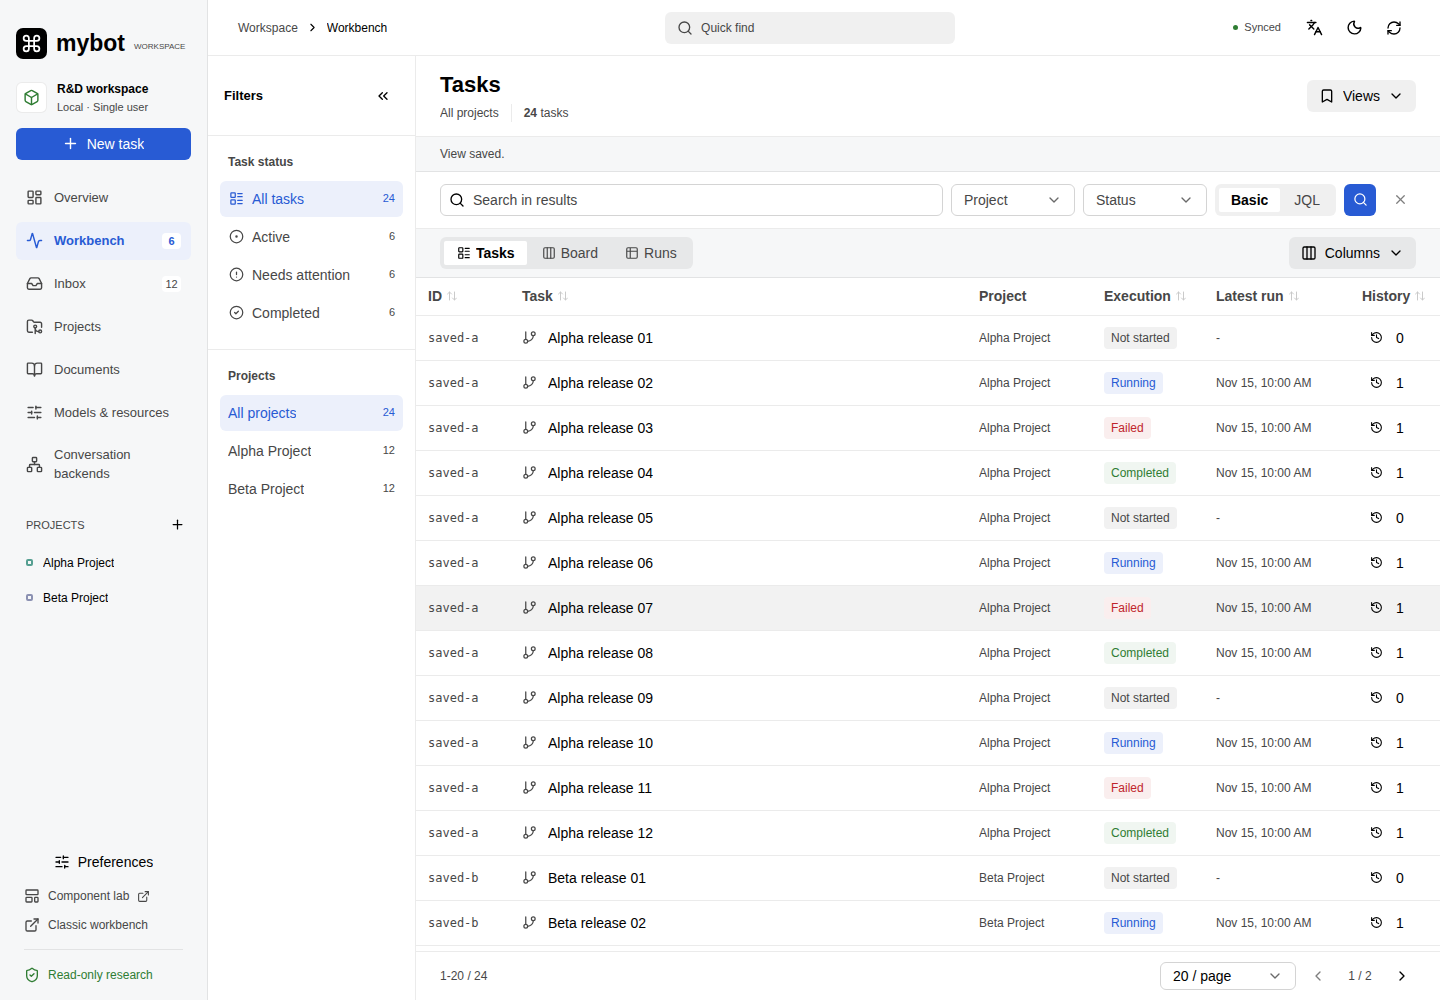 mybot WORKSPACE
R&D workspace
Local · Single user
New task
Overview
Workbench 6
Inbox 12
Projects
Documents
Models & resources
Conversation
backends
PROJECTS
Alpha Project
Beta Project
Preferences
Component lab
Classic workbench
Read-only research
Workspace Workbench
Quick find
Synced
Filters
Task status
All tasks 24
Active 6
Needs attention 6
Completed 6
Projects
All projects 24
Alpha Project 12
Beta Project 12
Tasks
All projects 24 tasks
Views
View saved.
Search in results
Project
Status
Basic JQL
Tasks Board Runs
Columns
ID Task Project Execution Latest run History
saved-a Alpha release 01 Alpha Project Not started - 0
saved-a Alpha release 02 Alpha Project Running Nov 15, 10:00 AM 1
saved-a Alpha release 03 Alpha Project Failed Nov 15, 10:00 AM 1
saved-a Alpha release 04 Alpha Project Completed Nov 15, 10:00 AM 1
saved-a Alpha release 05 Alpha Project Not started - 0
saved-a Alpha release 06 Alpha Project Running Nov 15, 10:00 AM 1
saved-a Alpha release 07 Alpha Project Failed Nov 15, 10:00 AM 1
saved-a Alpha release 08 Alpha Project Completed Nov 15, 10:00 AM 1
saved-a Alpha release 09 Alpha Project Not started - 0
saved-a Alpha release 10 Alpha Project Running Nov 15, 10:00 AM 1
saved-a Alpha release 11 Alpha Project Failed Nov 15, 10:00 AM 1
saved-a Alpha release 12 Alpha Project Completed Nov 15, 10:00 AM 1
saved-b Beta release 01 Beta Project Not started - 0
saved-b Beta release 02 Beta Project Running Nov 15, 10:00 AM 1
1-20 / 24
20 / page
1 / 2